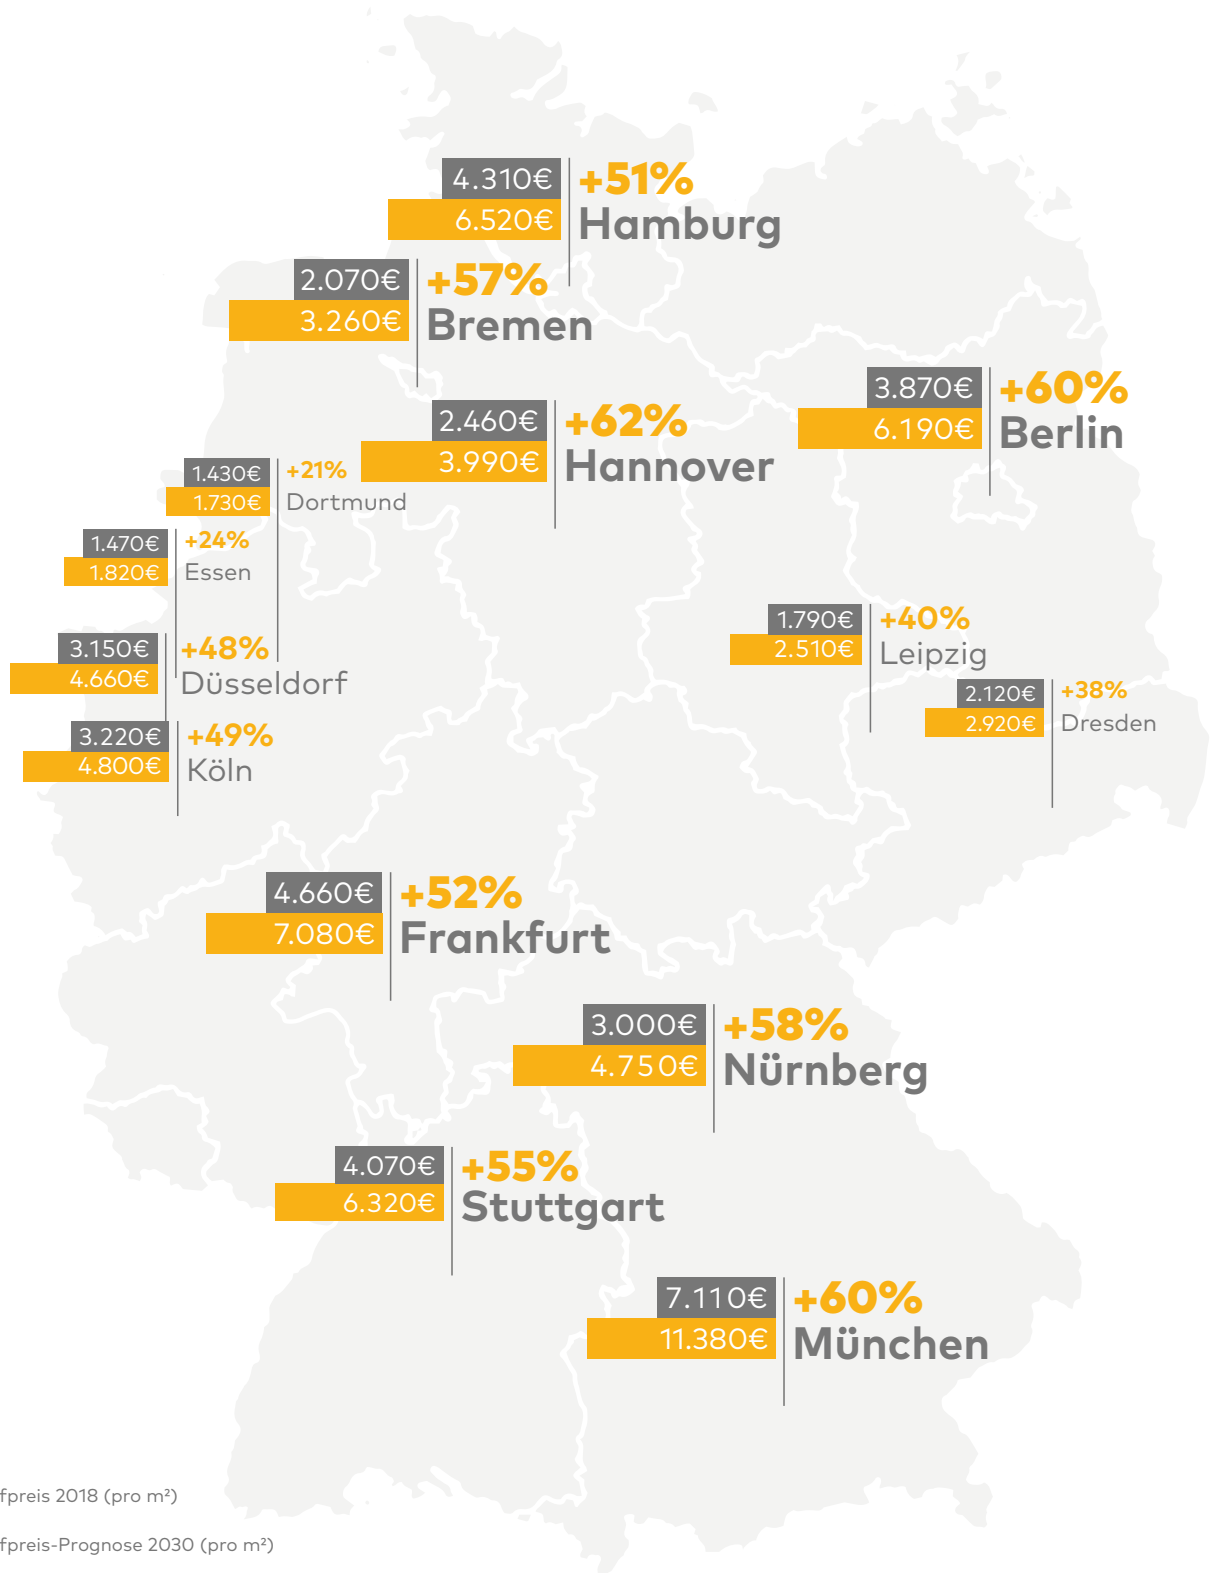 4.310€
6.520€
+51%
Hamburg
2.070€
3.260€
+57%
Bremen
3.870€
6.190€
+60%
Berlin
2.460€
3.990€
+62%
Hannover
1.430€
1.730€
+21%
Dortmund
1.470€
1.820€
+24%
Essen
1.790€
2.510€
+40%
Leipzig
3.150€
4.660€
+48%
Düsseldorf
2.120€
2.920€
+38%
Dresden
3.220€
4.800€
+49%
Köln
4.660€
7.080€
+52%
Frankfurt
3.000€
4.750€
+58%
Nürnberg
4.070€
6.320€
+55%
Stuttgart
7.110€
11.380€
+60%
München
fpreis 2018 (pro m²)
fpreis-Prognose 2030 (pro m²)